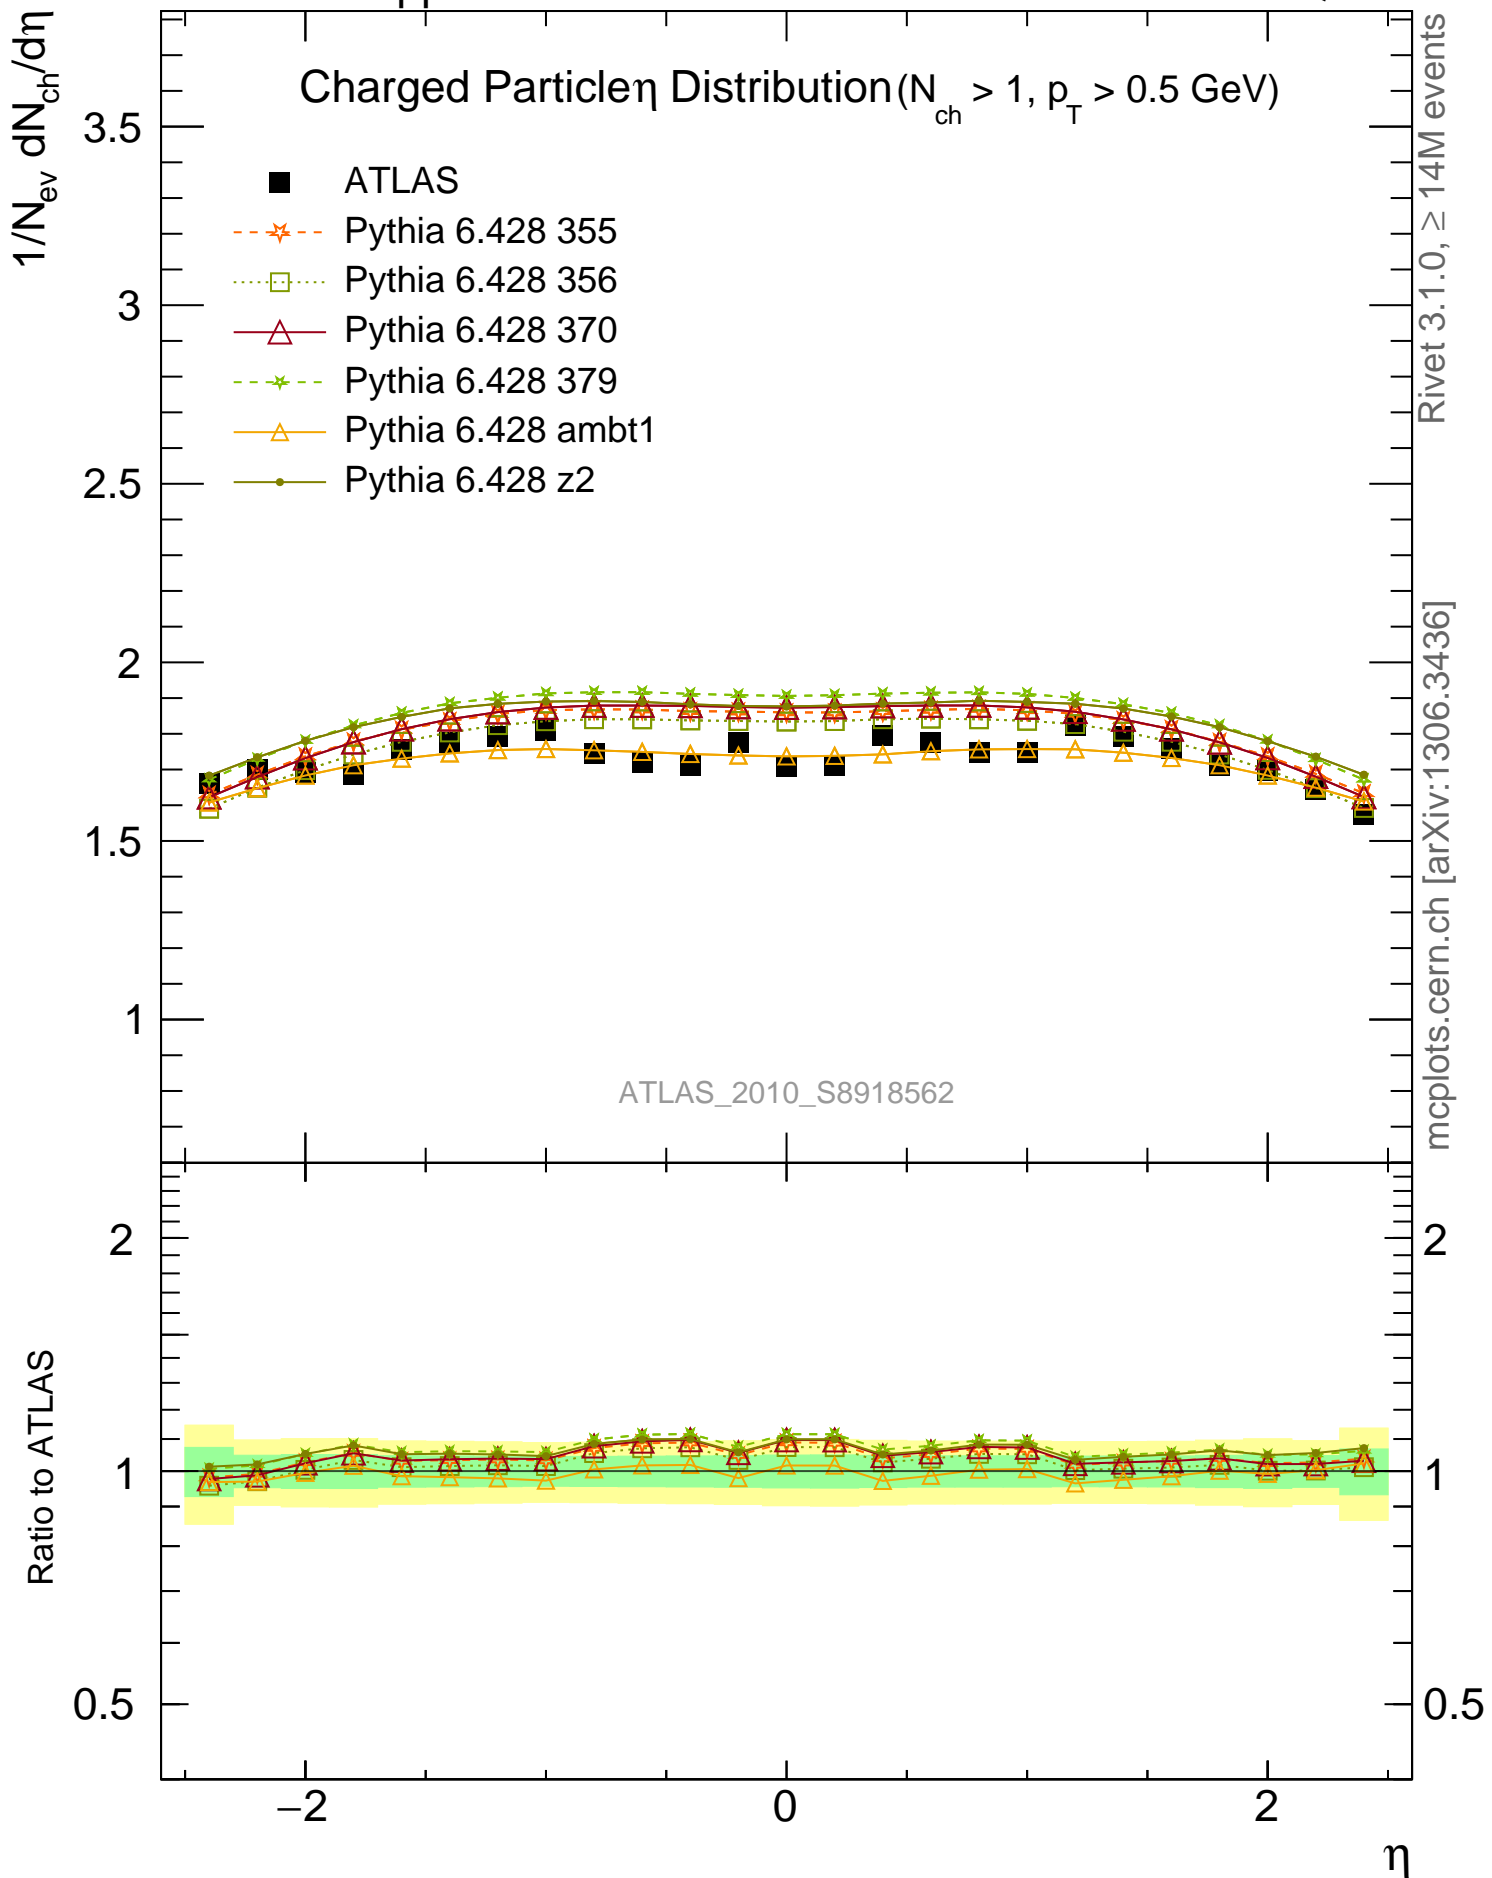 pp
1/N_ev dN_ch/dη
Charged Particleη Distribution (N_ch > 1, p_T > 0.5 GeV)
ATLAS
Pythia 6.428 355
Pythia 6.428 356
Pythia 6.428 370
Pythia 6.428 379
Pythia 6.428 ambt1
Pythia 6.428 z2
3.5
3
2.5
2
1.5
1
ATLAS_2010_S8918562
Rivet 3.1.0, ≥ 14M events
mcplots.cern.ch [arXiv:1306.3436]
Ratio to ATLAS
2
1
0.5
2
1
0.5
−2
0
2
η